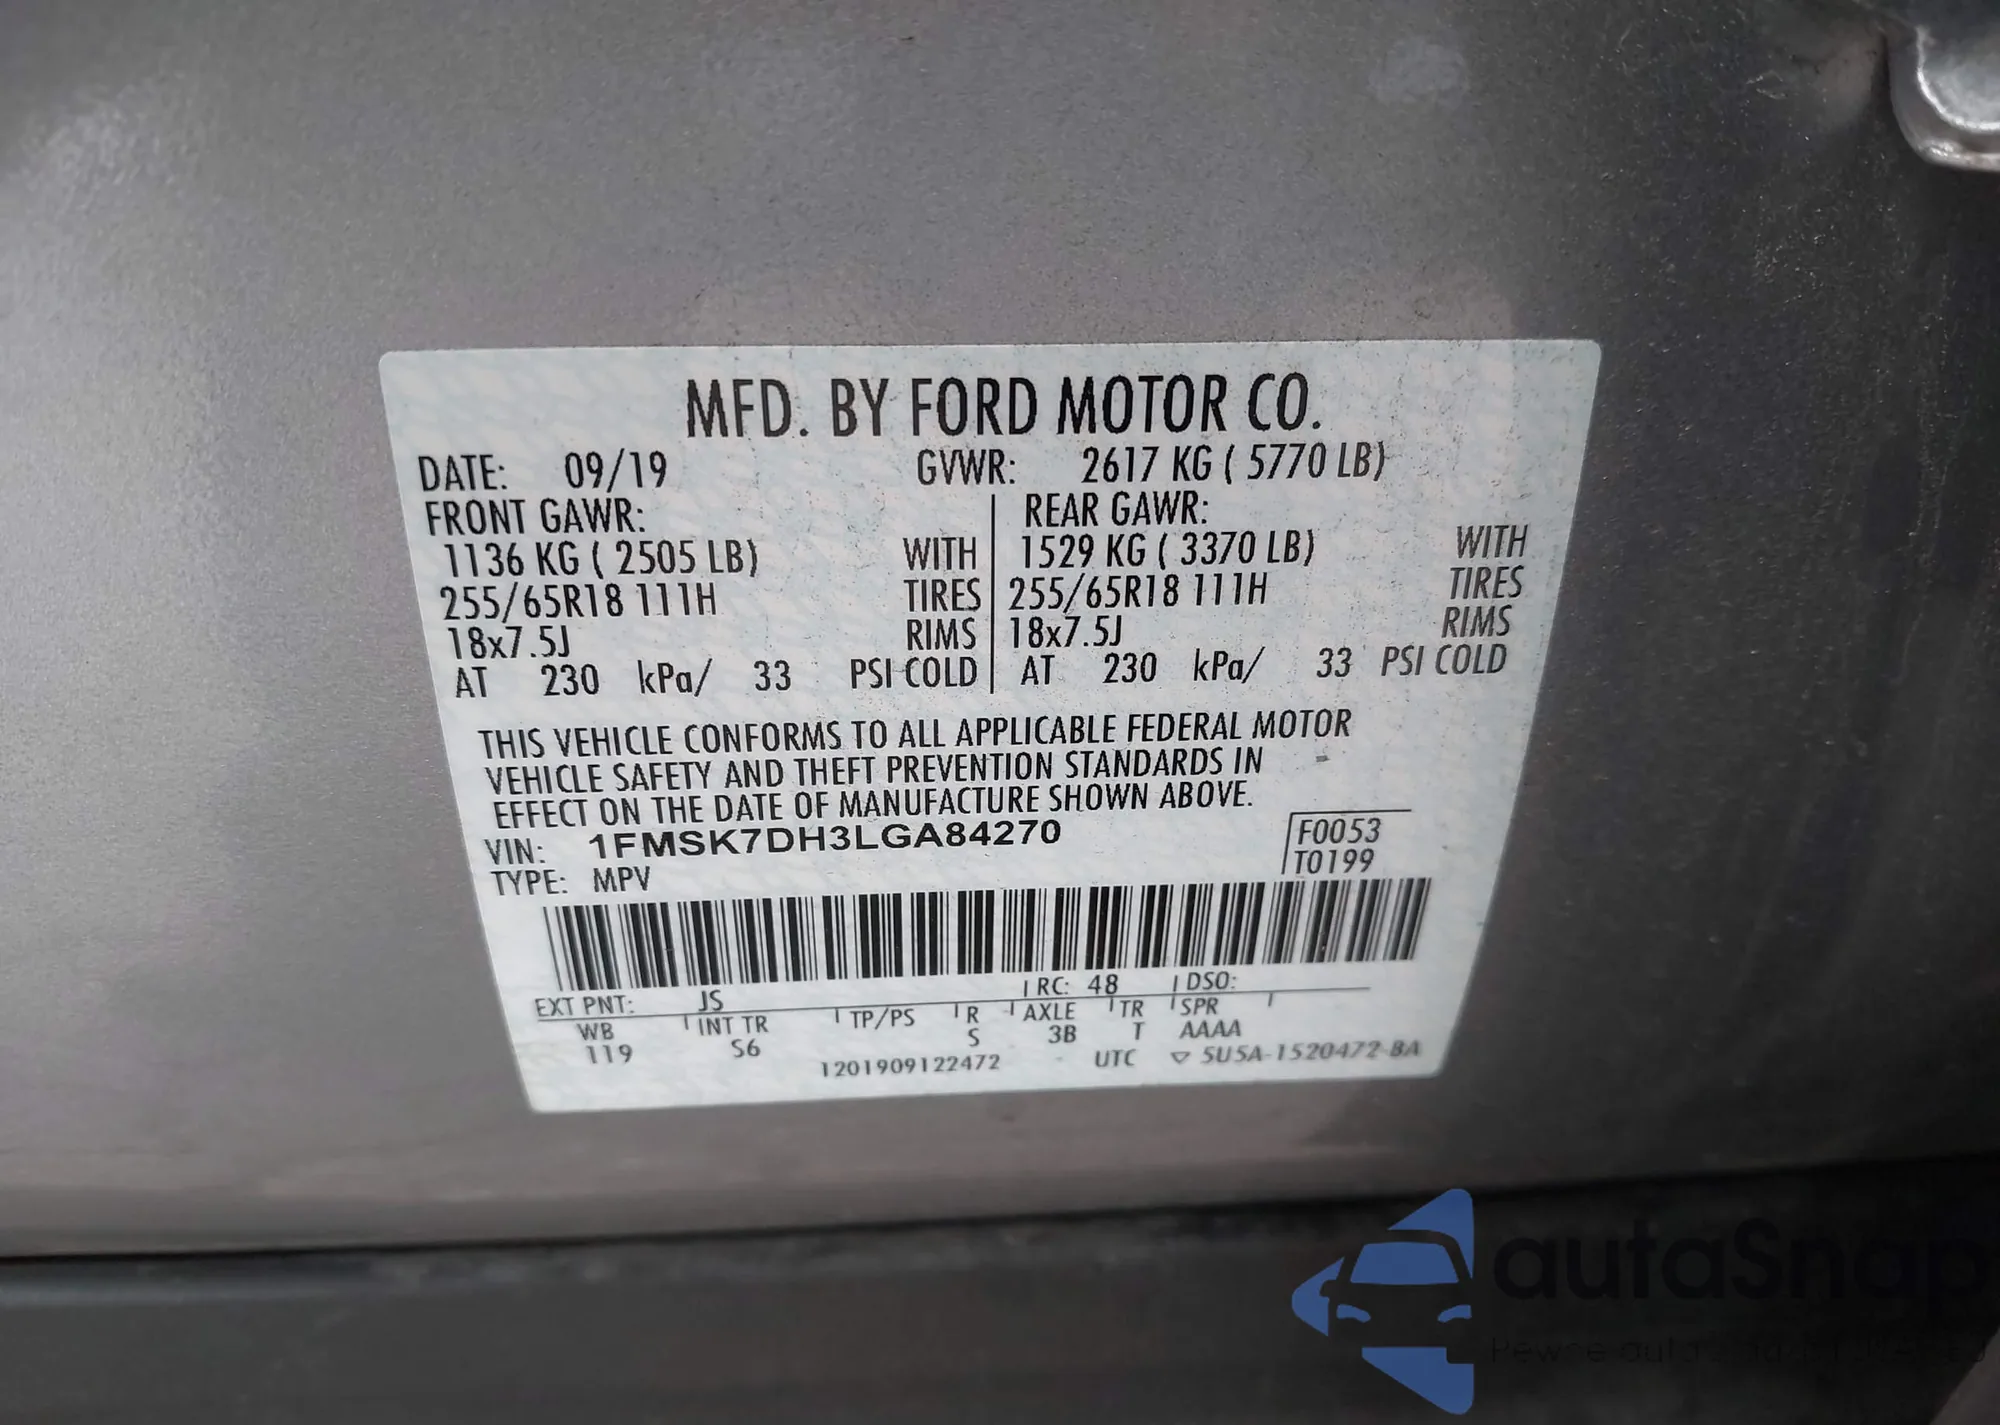 MFD. BY FORD MOTOR CO.
DATE: 09/19 GVWR: 2617 KG ( 5770 LB)
FRONT GAWR: REAR GAWR:
1136 KG ( 2505 LB) WITH 1529 KG ( 3370 LB) WITH
255/65R18 111H TIRES 255/65R18 111H TIRES
18x7.5J RIMS 18x7.5J RIMS
AT 230 kPa/ 33 PSI COLD AT 230 kPa/ 33 PSI COLD
THIS VEHICLE CONFORMS TO ALL APPLICABLE FEDERAL MOTOR
VEHICLE SAFETY AND THEFT PREVENTION STANDARDS IN
EFFECT ON THE DATE OF MANUFACTURE SHOWN ABOVE.
VIN: 1FMSK7DH3LGA84270 F0053
TYPE: MPV T0199
EXT PNT: JS RC: 48 DSO:
WB INT TR TP/PS R AXLE TR SPR
119 S6 S 3B T AAAA
1201909122472 UTC ▽ 5U5A-1520472-BA
autaSnap